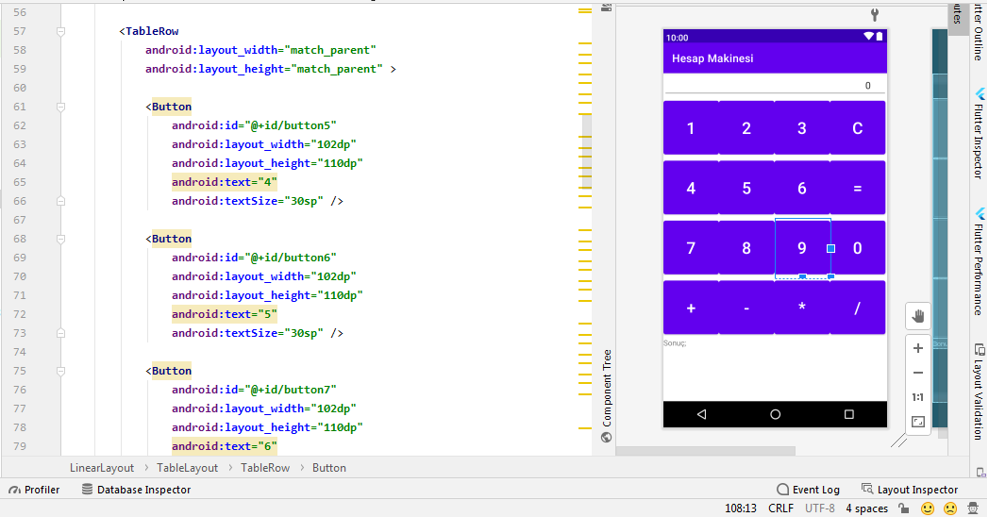 56
57 <TableRow
58 android:layout_width="match_parent"
59 android:layout_height="match_parent" >
60
61 <Button
62 android:id="@+id/button5"
63 android:layout_width="102dp"
64 android:layout_height="110dp"
65 android:text="4"
66 android:textSize="30sp" />
67
68 <Button
69 android:id="@+id/button6"
70 android:layout_width="102dp"
71 android:layout_height="110dp"
72 android:text="5"
73 android:textSize="30sp" />
74
75 <Button
76 android:id="@+id/button7"
77 android:layout_width="102dp"
78 android:layout_height="110dp"
79 android:text="6"
LinearLayout > TableLayout > TableRow > Button
Component Tree
10:00
Hesap Makinesi
0
1 2 3 C
4 5 6 =
7 8 9 0
+ - * /
Sonuç;
+
−
1:1
Flutter Inspector
Flutter Performance
Layout Validation
Profiler Database Inspector Event Log Layout Inspector
108:13 CRLF UTF-8 4 spaces